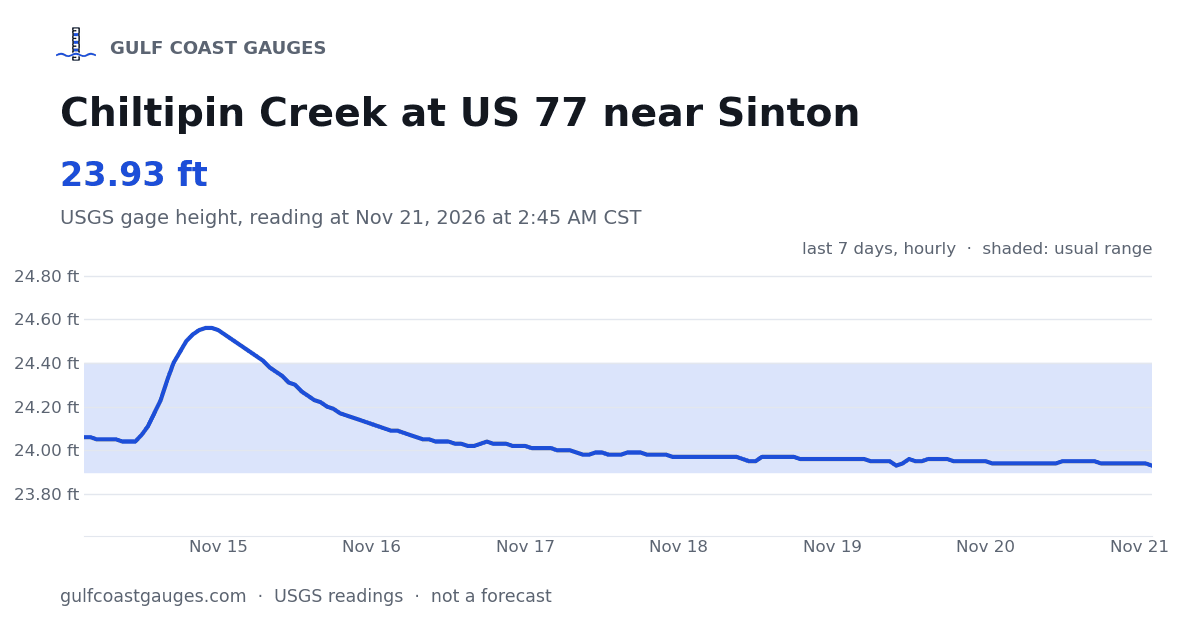 GULF COAST GAUGES
Chiltipin Creek at US 77 near Sinton
23.93 ft
USGS gage height, reading at Nov 21, 2026 at 2:45 AM CST
last 7 days, hourly · shaded: usual range
24.80 ft
24.60 ft
24.40 ft
24.20 ft
24.00 ft
23.80 ft
Nov 15 Nov 16 Nov 17 Nov 18 Nov 19 Nov 20 Nov 21
gulfcoastgauges.com · USGS readings · not a forecast